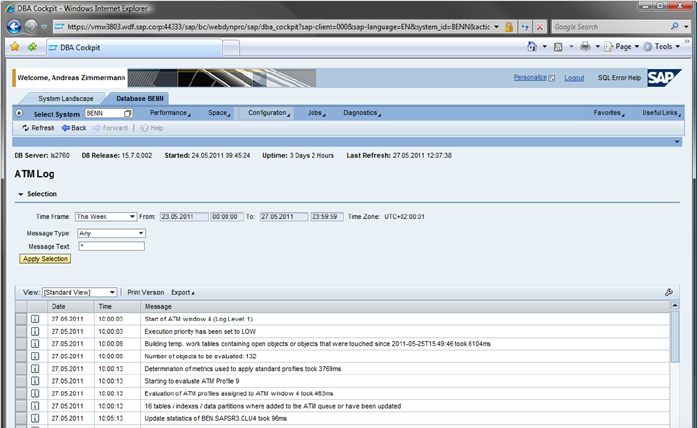 DBA Cockpit - Windows Internet Explorer
https://vmw3803.wdf.sap.corp:44333/sap/bc/webdynpro/sap/dba_cockpit?sap-client=000&sap-language=EN&system_id=BENN&actic
Google Search
DBA Cockpit
Page Tools
Welcome, Andreas Zimmermann
Personalize Logout SQL Error Help SAP
System Landscape Database BENN
Select System BENN Performance Space Configuration Jobs Diagnostics Favorites Useful Links
Refresh Back Forward Help
DB Server: is2760 DB Release: 15.7.0.002 Started: 24.05.2011 09:45:24 Uptime: 3 Days 2 Hours Last Refresh: 27.05.2011 12:07:38
ATM Log
Selection
Time Frame: This Week From: 23.05.2011 00:00:00 To: 27.05.2011 23:59:59 Time Zone: UTC+02:00:01
Message Type: Any
Message Text: *
Apply Selection
View: [Standard View] Print Version Export
Date Time Message
27.05.2011 10:00:03 Start of ATM window 4 (Log Level: 1)
27.05.2011 10:00:03 Execution priority has been set to LOW
27.05.2011 10:00:09 Building temp. work tables containing open objects or objects that were touched since 2011-05-25T15:49:46 took 6104ms
27.05.2011 10:00:09 Number of objects to be evaluated: 132
27.05.2011 10:00:13 Determination of metrics used to apply standard profiles took 3769ms
27.05.2011 10:00:13 Starting to evaluate ATM Profile 9
27.05.2011 10:00:13 Evaluation of ATM profiles assigned to ATM window 4 took 463ms
27.05.2011 10:00:13 16 tables / indexes / data partitions where added to the ATM queue or have been updated
27.05.2011 10:05:13 Update statistics of BEN.SAPSR3.CLU4 took 96ms